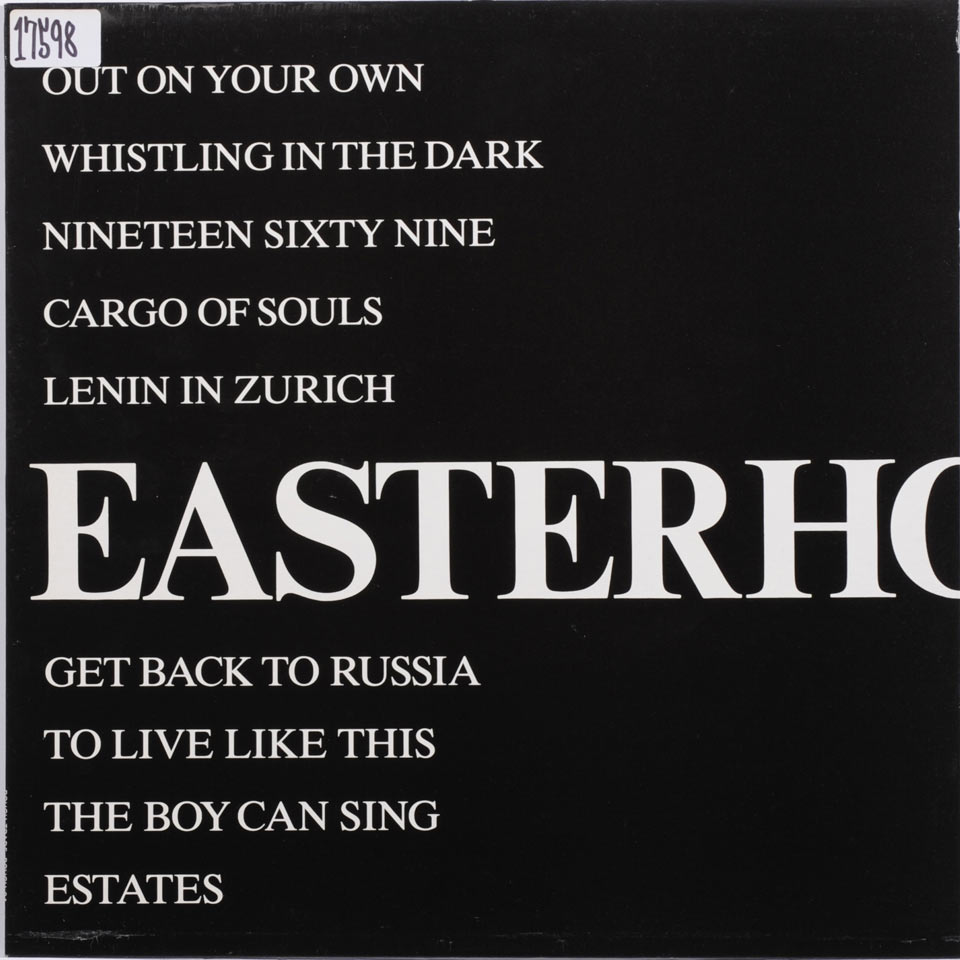 17598
OUT ON YOUR OWN
WHISTLING IN THE DARK
NINETEEN SIXTY NINE
CARGO OF SOULS
LENIN IN ZURICH
EASTERHO
GET BACK TO RUSSIA
TO LIVE LIKE THIS
THE BOY CAN SING
ESTATES